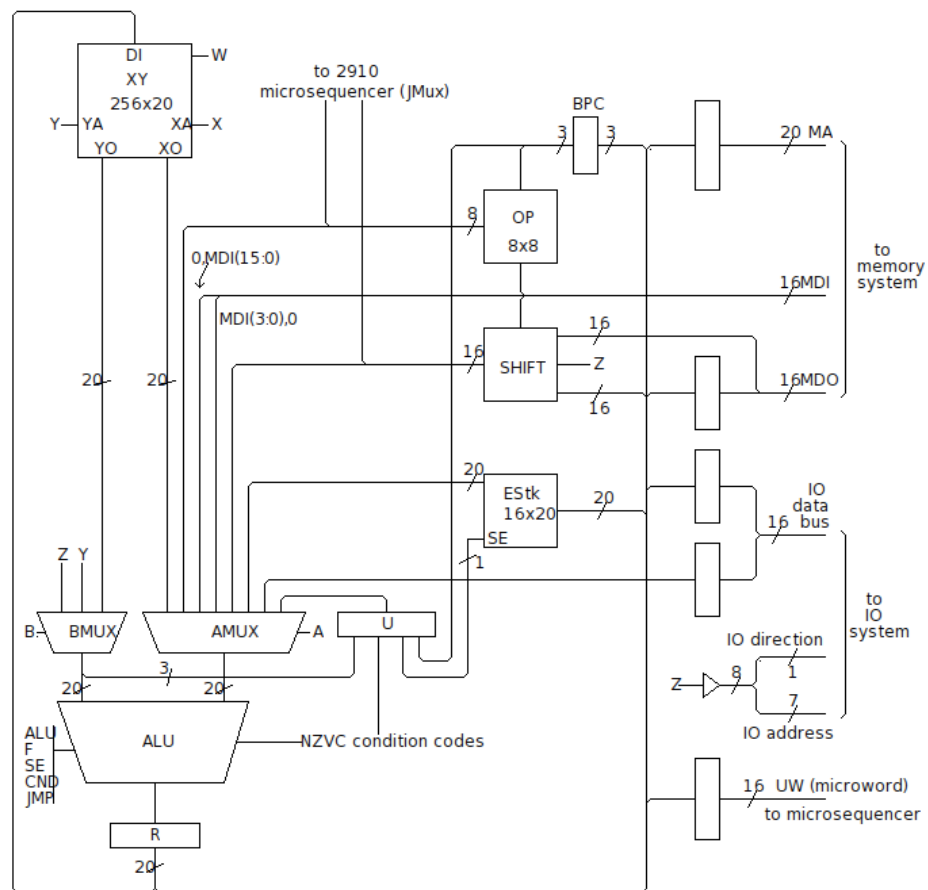 DI
W
XY
256x20
Y
YA
XA
X
YO
XO
to 2910
microsequencer (JMux)
BPC
3
3
20 MA
8
OP
8x8
0,MDI(15:0)
to
memory
system
16MDI
MDI(3:0),0
16
16
SHIFT
Z
20
20
16MDO
16
20
EStk
16x20
20
SE
1
IO
data
bus
16
Z Y
B
BMUX
AMUX
A
U
to
IO
system
IO direction
3
20
20
Z
8
1
7
IO address
ALU
F
SE
CND
JMP
ALU
NZVC condition codes
16 UW (microword)
to microsequencer
R
20